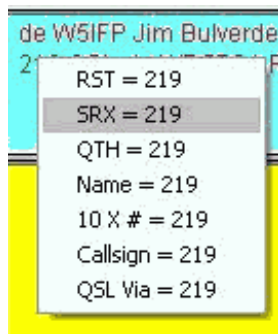 de W5IFP Jim Bulverde
RST = 219
SRX = 219
QTH = 219
Name = 219
10 X # = 219
Callsign = 219
QSL Via = 219